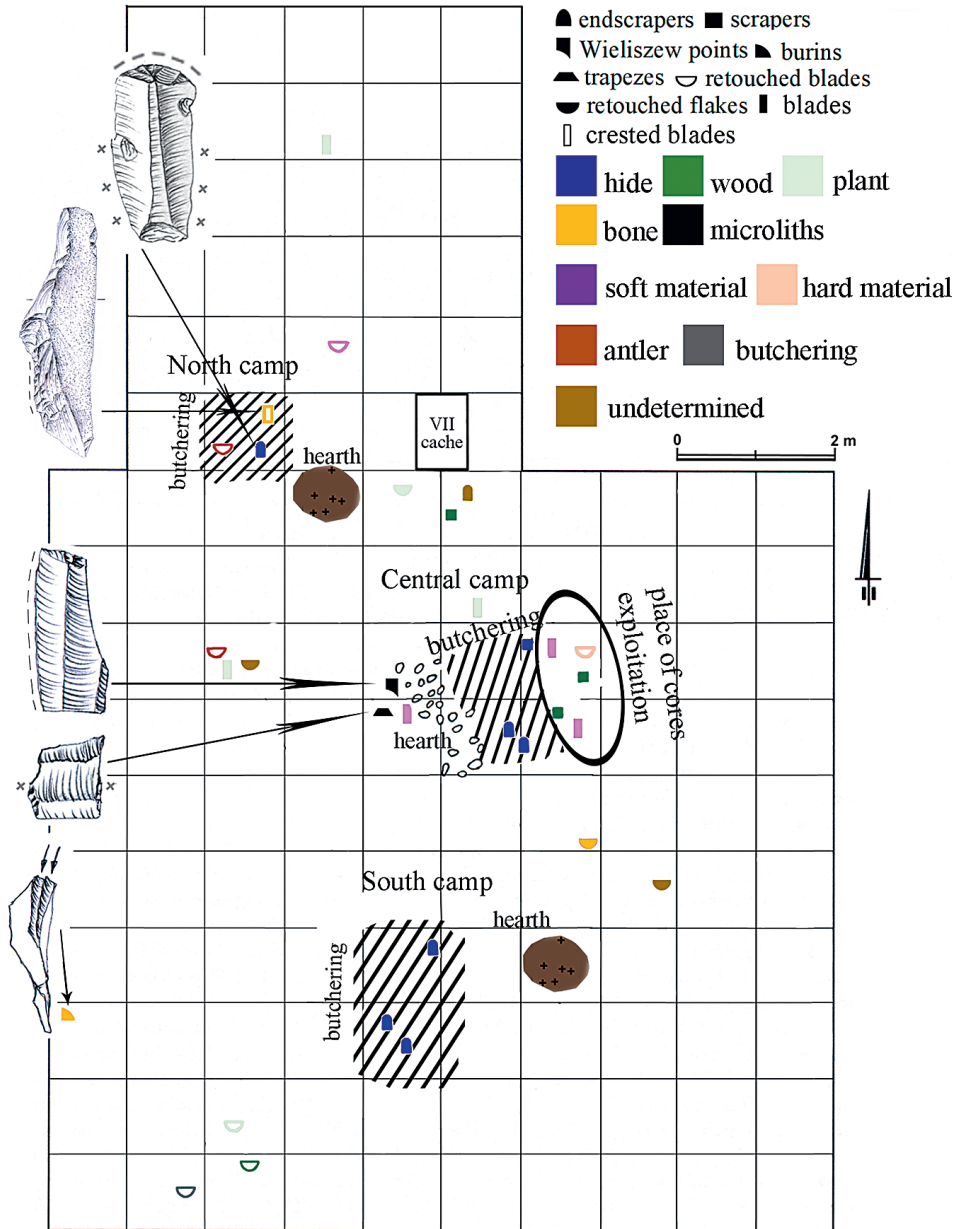 endscrapers scrapers
Wieliszew points burins
trapezes retouched blades
retouched flakes blades
crested blades
hide wood plant
bone microliths
soft material hard material
antler butchering
undetermined
0 2 m
North camp
butchering
VII
cache
hearth
Central camp
butchering
place of cores
exploitation
hearth
South camp
hearth
butchering